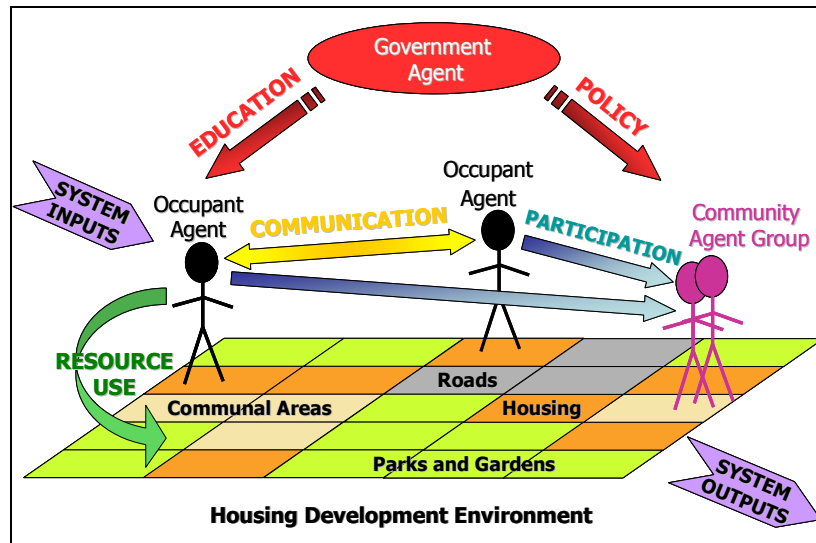 Government
Agent
EDUCATION
POLICY
SYSTEM
INPUTS
Occupant
Agent
COMMUNICATION
Occupant
Agent
PARTICIPATION
Community
Agent Group
RESOURCE
USE
Roads
Communal Areas
Housing
Parks and Gardens
SYSTEM
OUTPUTS
Housing Development Environment